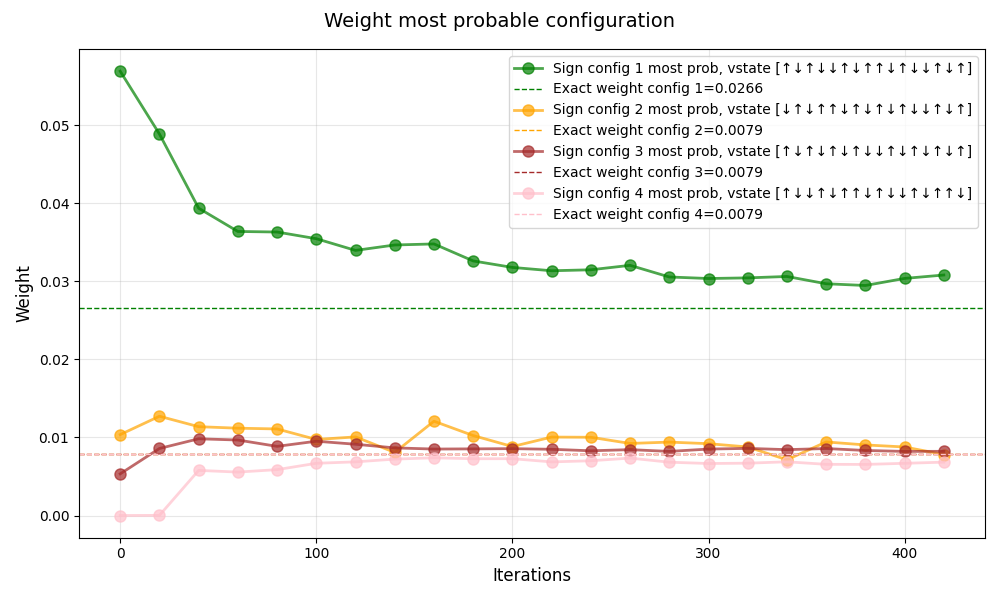 Weight most probable configuration
Sign config 1 most prob, vstate [↑↓↑↓↓↑↓↑↑↓↑↓↓↑↓↑]
Exact weight config 1=0.0266
Sign config 2 most prob, vstate [↓↑↓↑↑↓↑↓↑↓↑↓↓↑↓↑]
Exact weight config 2=0.0079
Sign config 3 most prob, vstate [↑↓↑↓↑↓↑↓↓↑↓↑↓↑↓↑]
Exact weight config 3=0.0079
Sign config 4 most prob, vstate [↑↓↓↑↓↑↑↓↑↓↓↑↓↑↑↓]
Exact weight config 4=0.0079
Weight
0.05
0.04
0.03
0.02
0.01
0.00
0
100
200
300
400
Iterations